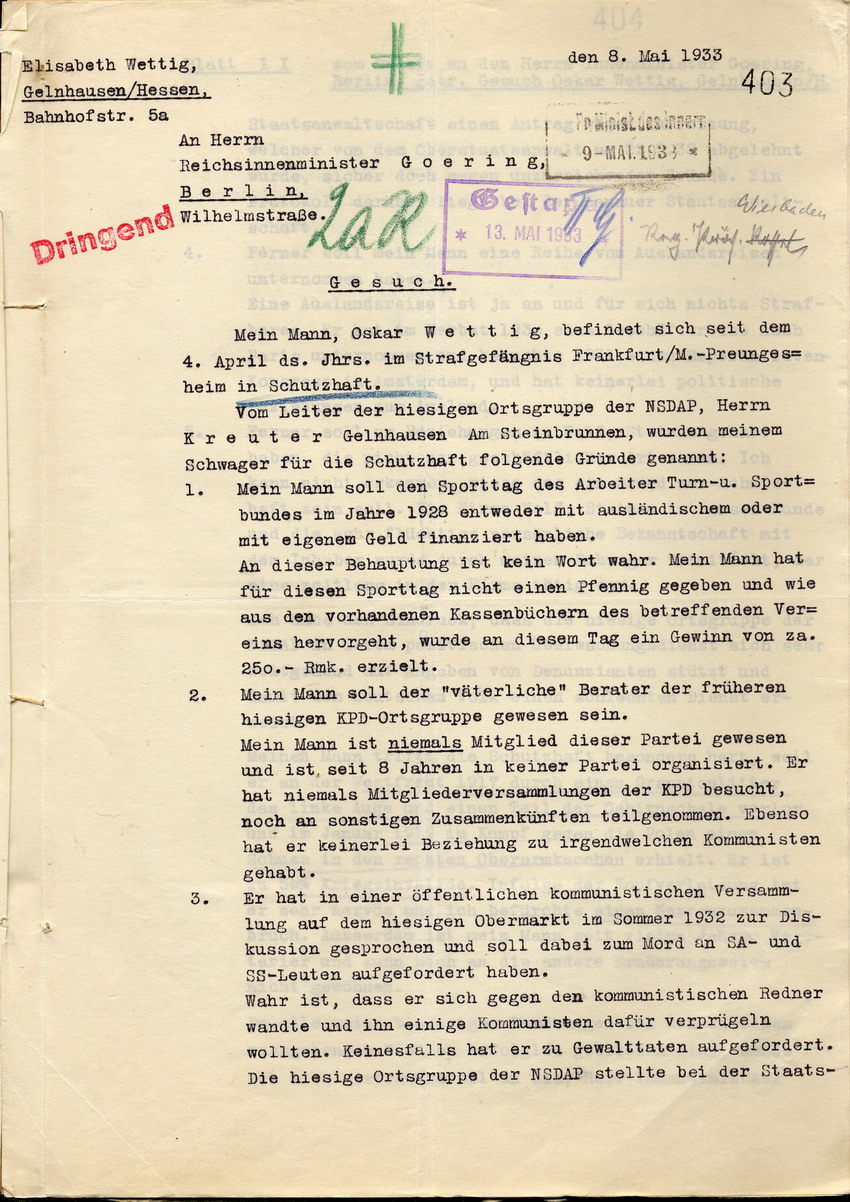 404
den 8. Mai 1933
403
Elisabeth Wettig,
Gelnhausen/Hessen,
Bahnhofstr. 5a
An Herrn
Reichsinnenminister Goering,
Berlin,
Wilhelmstraße.
Pr. Minist. des Innern
9-MAI.1933
Gestapa
13. MAI 1933
Wiesbaden
Dringend
Gesuch.
Mein Mann, Oskar Wettig, befindet sich seit dem
4. April ds. Jhrs. im Strafgefängnis Frankfurt/M.-Preunges=
heim in Schutzhaft.
Vom Leiter der hiesigen Ortsgruppe der NSDAP, Herrn
Kreuter Gelnhausen Am Steinbrunnen, wurden meinem
Schwager für die Schutzhaft folgende Gründe genannt:
1. Mein Mann soll den Sporttag des Arbeiter Turn-u. Sport=
bundes im Jahre 1928 entweder mit ausländischem oder
mit eigenem Geld finanziert haben.
An dieser Behauptung ist kein Wort wahr. Mein Mann hat
für diesen Sporttag nicht einen Pfennig gegeben und wie
aus den vorhandenen Kassenbüchern des betreffenden Ver=
eins hervorgeht, wurde an diesem Tag ein Gewinn von za.
25o.- Rmk. erzielt.
2. Mein Mann soll der "väterliche" Berater der früheren
hiesigen KPD-Ortsgruppe gewesen sein.
Mein Mann ist niemals Mitglied dieser Partei gewesen
und ist seit 8 Jahren in keiner Partei organisiert. Er
hat niemals Mitgliederversammlungen der KPD besucht,
noch an sonstigen Zusammenkünften teilgenommen. Ebenso
hat er keinerlei Beziehung zu irgendwelchen Kommunisten
gehabt.
3. Er hat in einer öffentlichen kommunistischen Versamm-
lung auf dem hiesigen Obermarkt im Sommer 1932 zur Dis-
kussion gesprochen und soll dabei zum Mord an SA- und
SS-Leuten aufgefordert haben.
Wahr ist, dass er sich gegen den kommunistischen Redner
wandte und ihn einige Kommunisten dafür verprügeln
wollten. Keinesfalls hat er zu Gewalttaten aufgefordert.
Die hiesige Ortsgruppe der NSDAP stellte bei der Staats-